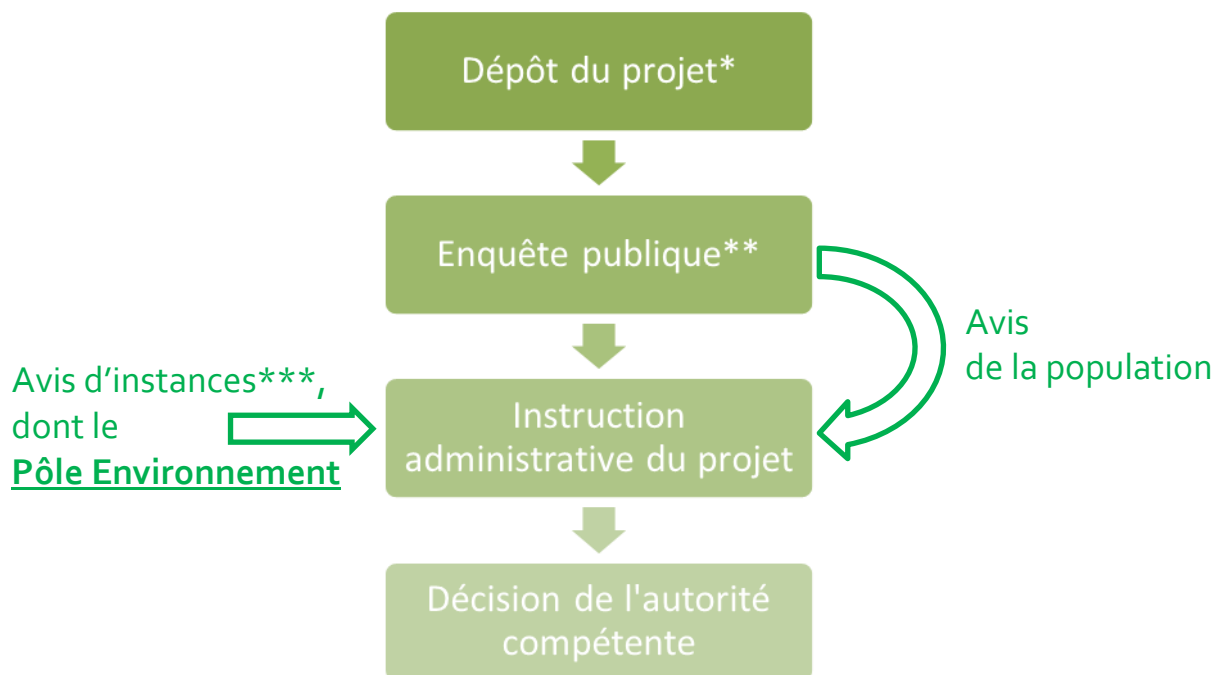 Dépôt du projet*
Enquête publique**
Avis
de la population
Avis d’instances***,
dont le
Pôle Environnement
Instruction
administrative du projet
Décision de l'autorité
compétente